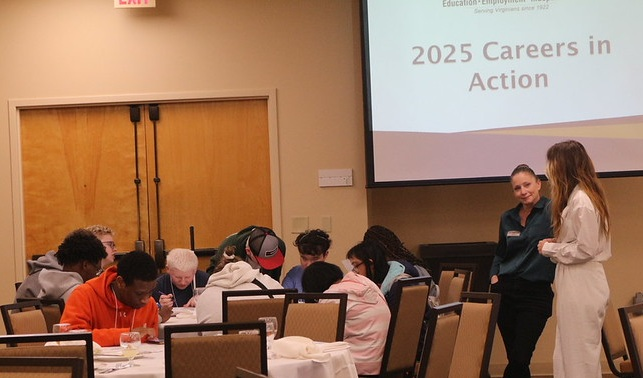 EXIT
Education · Employment ·
Serving Virginians since 1922
2025 Careers in
Action